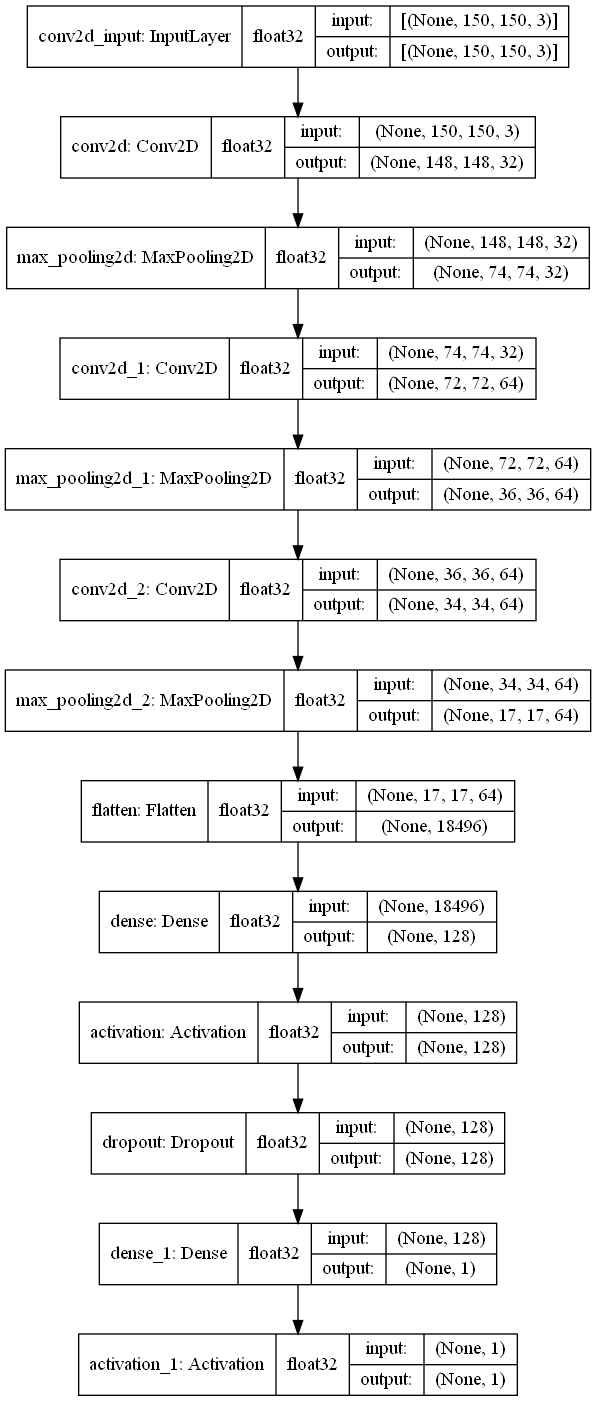 conv2d_input: InputLayer float32 input: [(None, 150, 150, 3)]
output: [(None, 150, 150, 3)]
conv2d: Conv2D float32 input: (None, 150, 150, 3)
output: (None, 148, 148, 32)
max_pooling2d: MaxPooling2D float32 input: (None, 148, 148, 32)
output: (None, 74, 74, 32)
conv2d_1: Conv2D float32 input: (None, 74, 74, 32)
output: (None, 72, 72, 64)
max_pooling2d_1: MaxPooling2D float32 input: (None, 72, 72, 64)
output: (None, 36, 36, 64)
conv2d_2: Conv2D float32 input: (None, 36, 36, 64)
output: (None, 34, 34, 64)
max_pooling2d_2: MaxPooling2D float32 input: (None, 34, 34, 64)
output: (None, 17, 17, 64)
flatten: Flatten float32 input: (None, 17, 17, 64)
output: (None, 18496)
dense: Dense float32 input: (None, 18496)
output: (None, 128)
activation: Activation float32 input: (None, 128)
output: (None, 128)
dropout: Dropout float32 input: (None, 128)
output: (None, 128)
dense_1: Dense float32 input: (None, 128)
output: (None, 1)
activation_1: Activation float32 input: (None, 1)
output: (None, 1)